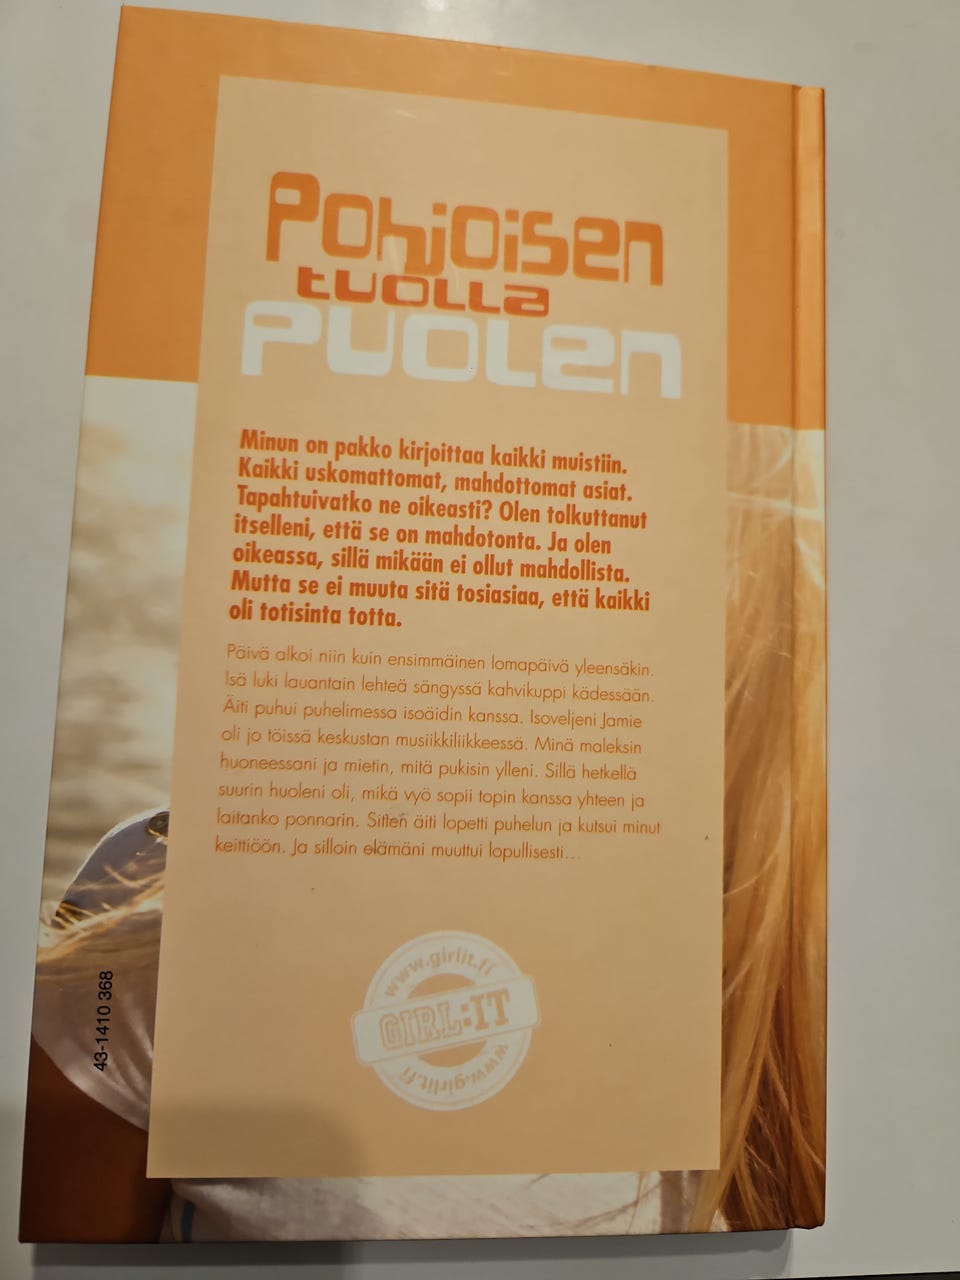 Pohjoisen
tuolla
puolen
Minun on pakko kirjoittaa kaikki muistiin.
Kaikki uskomattomat, mahdottomat asiat.
Tapahtuivatko ne oikeasti? Olen tolkuttanut
itselleni, että se on mahdotonta. Ja olen
oikeassa, sillä mikään ei ollut mahdollista.
Mutta se ei muuta sitä tosiasiaa, että kaikki
oli totisinta totta.
Päivä alkoi niin kuin ensimmäinen lomapäivä yleensäkin.
Isä luki lauantain lehteä sängyssä kahvikuppi kädessään.
Äiti puhui puhelimessa isoäidin kanssa. Isoveljeni Jamie
oli jo töissä keskustan musiikkiliikkeessä. Minä maleksin
huoneessani ja mietin, mitä pukisin ylleni. Sillä hetkellä
suurin huoleni oli, mikä vyö sopii topin kanssa yhteen ja
laitanko ponnarin. Sitten äiti lopetti puhelun ja kutsui minut
keittiöön. Ja silloin elämäni muuttui lopullisesti...
www.girlit.fi
GIRL:IT
www.girlit.fi
43-1410 368